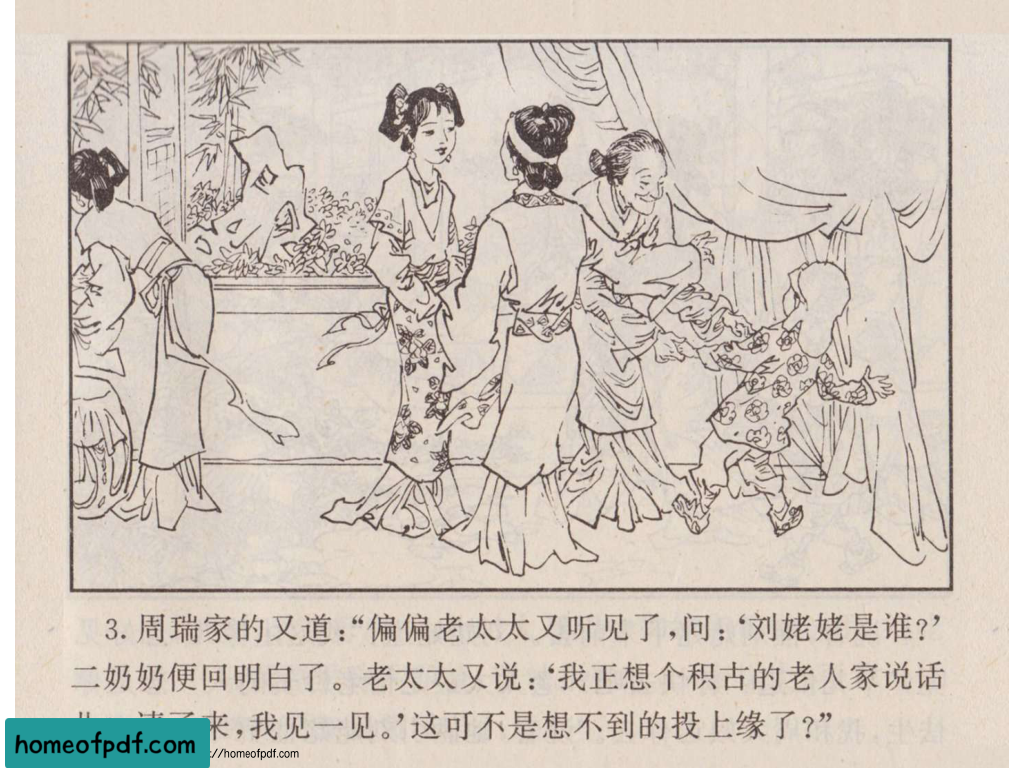 3. 周瑞家的又道:“偏偏老太太又听见了,问:‘刘姥姥是谁?’
二奶奶便回明白了。老太太又说:‘我正想个积古的老人家说话
来,我见一见。’这可不是想不到的投上缘了?”
homeofpdf.com
//homeofpdf.com